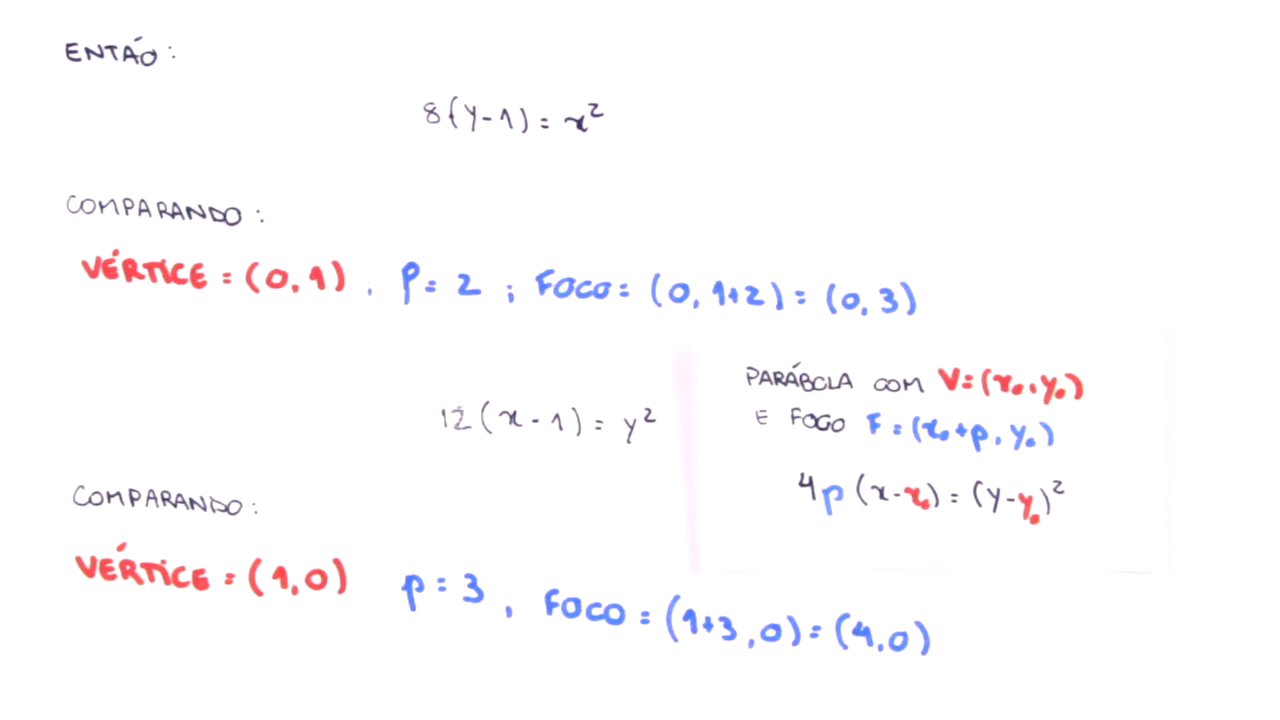 ENTÃO:
8(y-1) = x²
COMPARANDO:
VÉRTICE = (0,1). P = 2 ; FOCO = (0, 1+2) = (0, 3)
12(x-1) = y²
PARÁBOLA COM V=(x₀,y₀)
E FOGO F = (x₀+p, y₀)
4p(x-x₀) = (y-y₀)²
COMPARANDO:
VÉRTICE = (1,0) p = 3, FOCO = (1+3, 0) = (4,0)